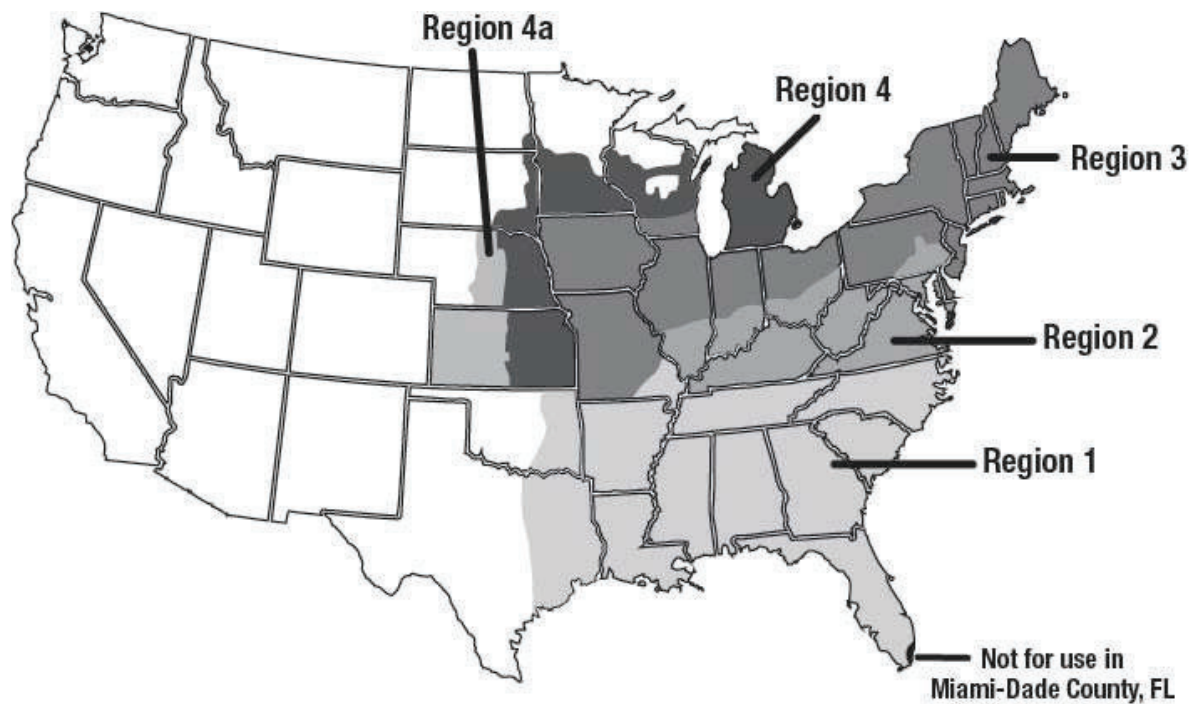 Region 4a
Region 4
Region 3
Region 2
Region 1
Not for use in
Miami-Dade County, FL